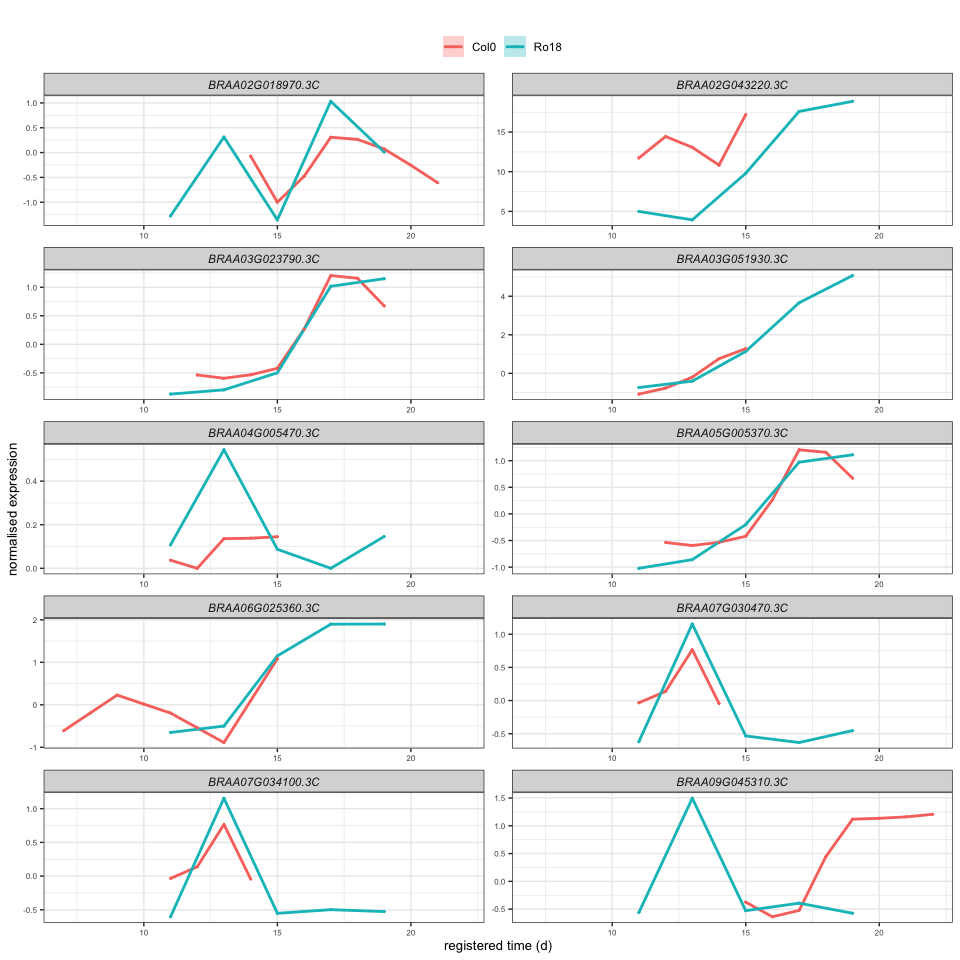 Col0 Ro18
BRAA02G018970.3C BRAA02G043220.3C
1.0
0.5
0.0
-0.5
-1.0
10 15 20
15
10
5
10 15 20
BRAA03G023790.3C BRAA03G051930.3C
1.0
0.5
0.0
-0.5
10 15 20
4
2
0
10 15 20
BRAA04G005470.3C BRAA05G005370.3C
0.4
0.2
0.0
10 15 20
1.0
0.5
0.0
-0.5
-1.0
10 15 20
normalised expression
BRAA06G025360.3C BRAA07G030470.3C
2
1
0
-1
10 15 20
1.0
0.5
0.0
-0.5
10 15 20
BRAA07G034100.3C BRAA09G045310.3C
1.0
0.5
0.0
-0.5
10 15 20
1.5
1.0
0.5
0.0
-0.5
10 15 20
registered time (d)